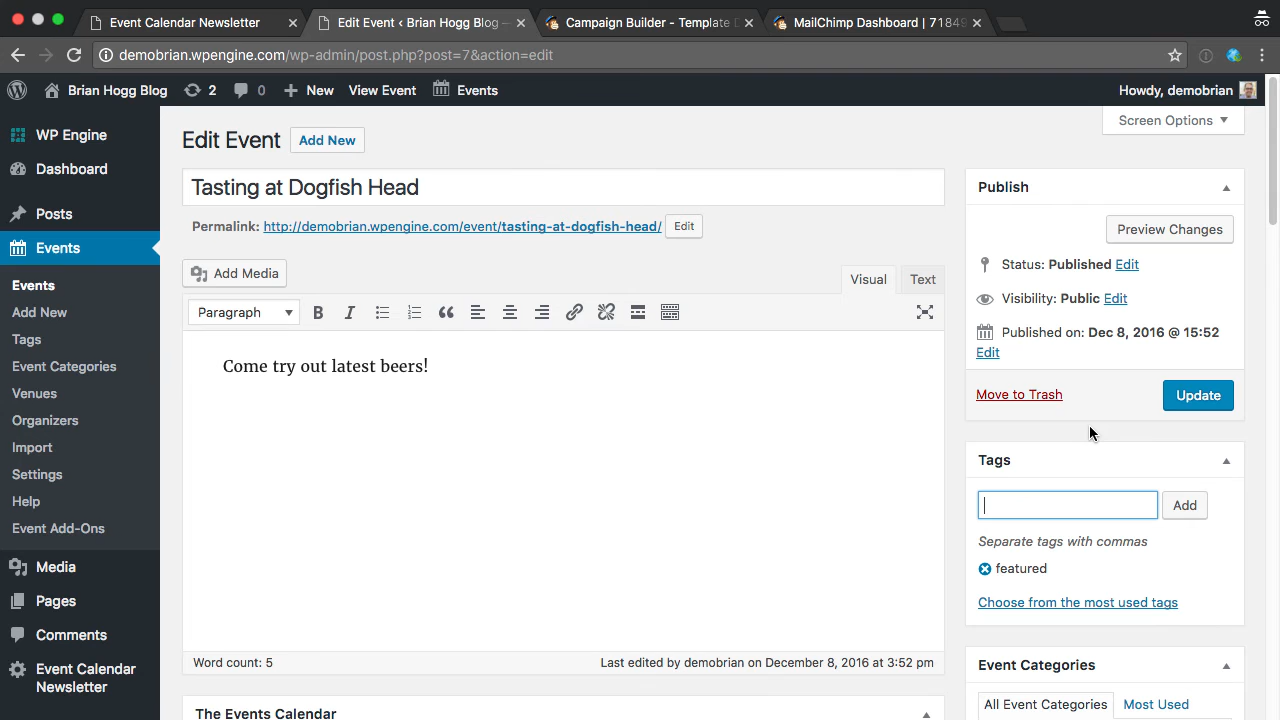 Event Calendar Newsletter
Edit Event ‹ Brian Hogg Blog —
Campaign Builder - Template D
MailChimp Dashboard | 71849
demobrian.wpengine.com/wp-admin/post.php?post=7&action=edit
Brian Hogg Blog
2
0
New
View Event
Events
Howdy, demobrian
WP Engine
Dashboard
Posts
Events
Events
Add New
Tags
Event Categories
Venues
Organizers
Import
Settings
Help
Event Add-Ons
Media
Pages
Comments
Event Calendar
Newsletter
Screen Options
Edit Event
Add New
Tasting at Dogfish Head
Permalink: http://demobrian.wpengine.com/event/tasting-at-dogfish-head/ Edit
Add Media
Visual
Text
Paragraph
Come try out latest beers!
Word count: 5
Last edited by demobrian on December 8, 2016 at 3:52 pm
The Events Calendar
Publish
Preview Changes
Status: Published Edit
Visibility: Public Edit
Published on: Dec 8, 2016 @ 15:52
Edit
Move to Trash
Update
Tags
Add
Separate tags with commas
featured
Choose from the most used tags
Event Categories
All Event Categories
Most Used